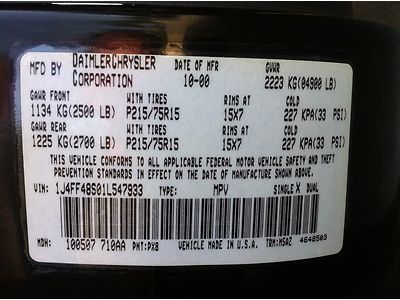 MFD BY DAIMLERCHRYSLER CORPORATION DATE OF MFR 10-00 GVWR 2223 KG(04900 LB)
GAWR FRONT WITH TIRES RIMS AT COLD
1134 KG(2500 LB) P215/75R15 15X7 227 KPA(33 PSI)
GAWR REAR WITH TIRES RIMS AT COLD
1225 KG(2700 LB) P215/75R15 15X7 227 KPA(33 PSI)
THIS VEHICLE CONFORMS TO ALL APPLICABLE FEDERAL MOTOR VEHICLE SAFETY AND THEFT
PREVENTION STANDARDS IN EFFECT ON THE DATE OF MANUFACTURE SHOWN ABOVE.
VIN: 1J4FF48S01L547933 TYPE: MPV SINGLE X DUAL
MDH: 100507 710AA PNT:PX8 VEHICLE MADE IN U.S.A. TRM:MSAZ 4648503